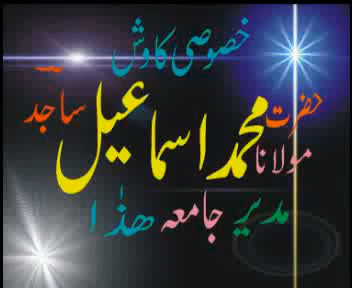 خصوصی کاوش
حضرت مولانا محمد اسماعیل ساجد
مدیر جامعہ ھذا